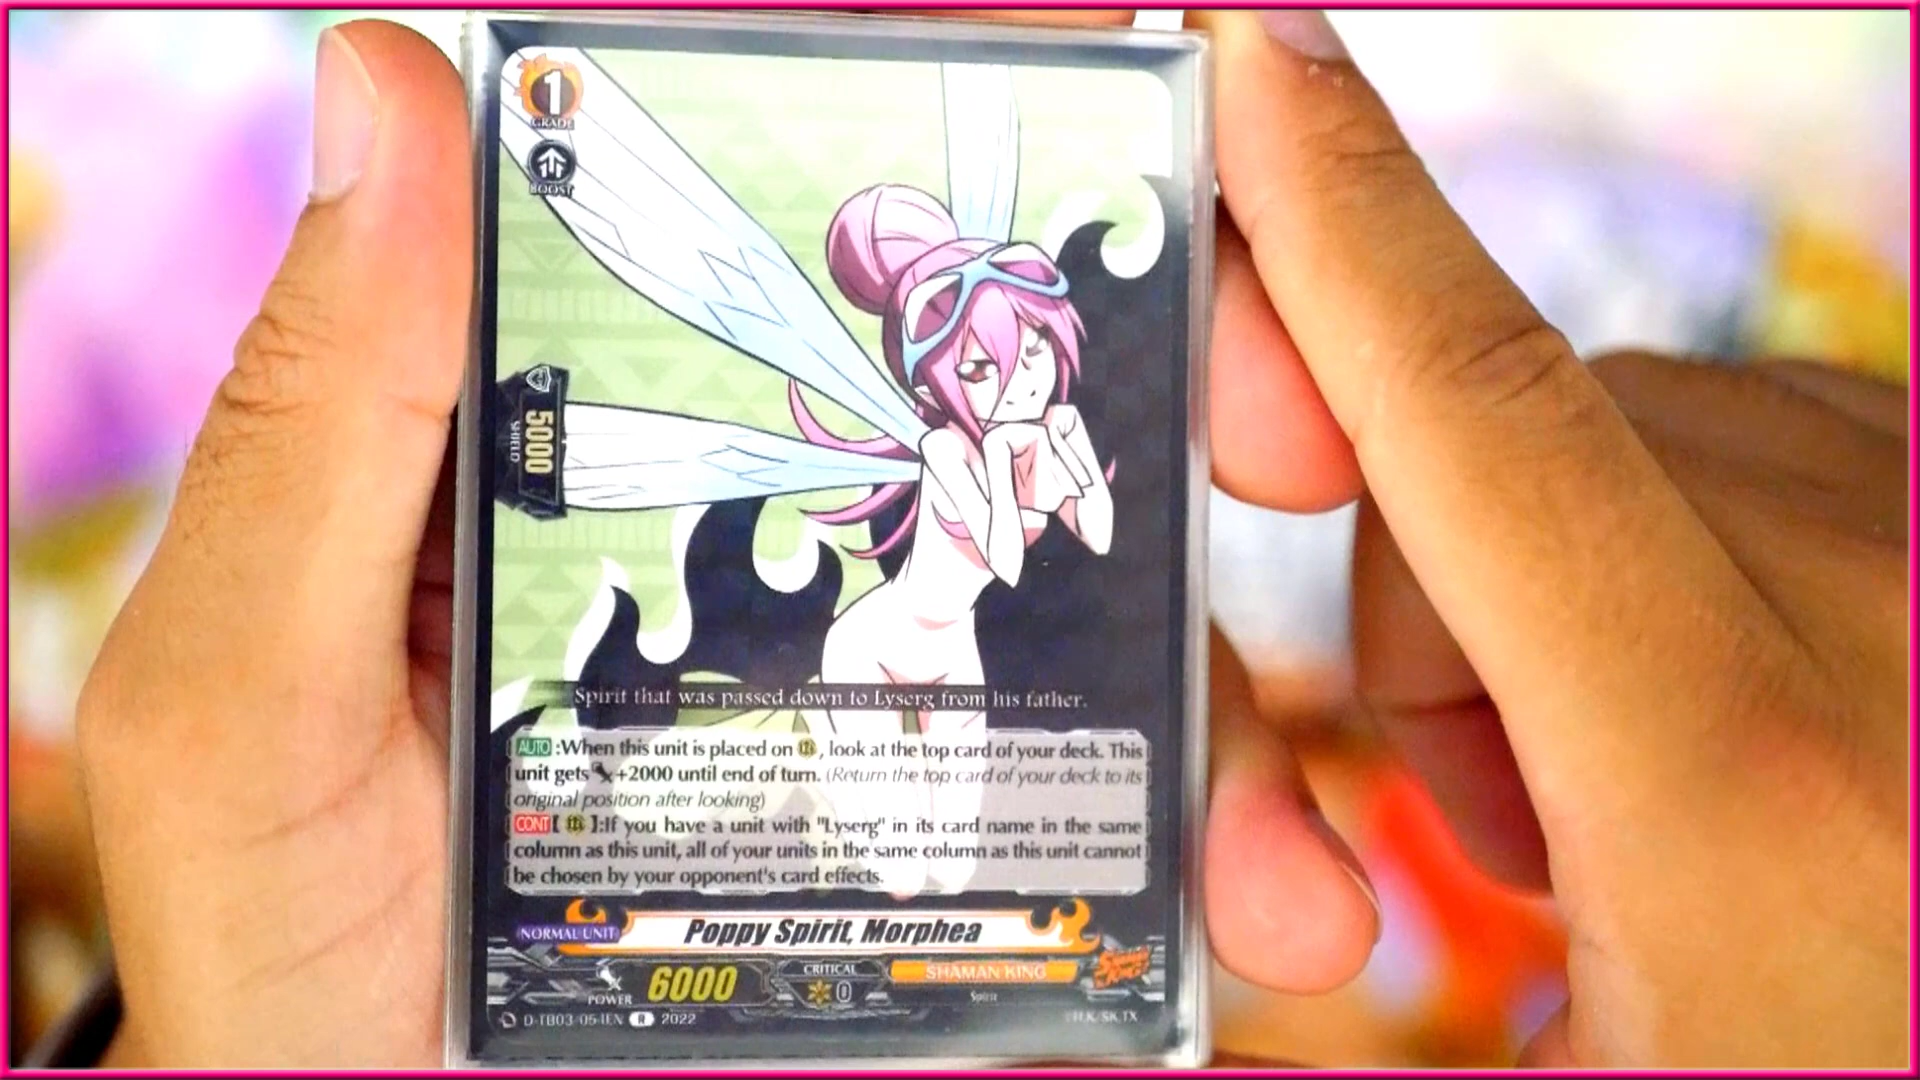 1
GRADE
BOOST
5000
SHIELD
Spirit that was passed down to Lyserg from his father.
AUTO:When this unit is placed on , look at the top card of your deck. This
unit gets +2000 until end of turn. (Return the top card of your deck to its
original position after looking)
CONT[ ]:If you have a unit with "Lyserg" in its card name in the same
column as this unit, all of your units in the same column as this unit cannot
be chosen by your opponent's card effects.
NORMAL UNIT
Poppy Spirit, Morphea
POWER 6000
CRITICAL
0
SHAMAN KING
SHAMAN KING
Spirit
R 2022